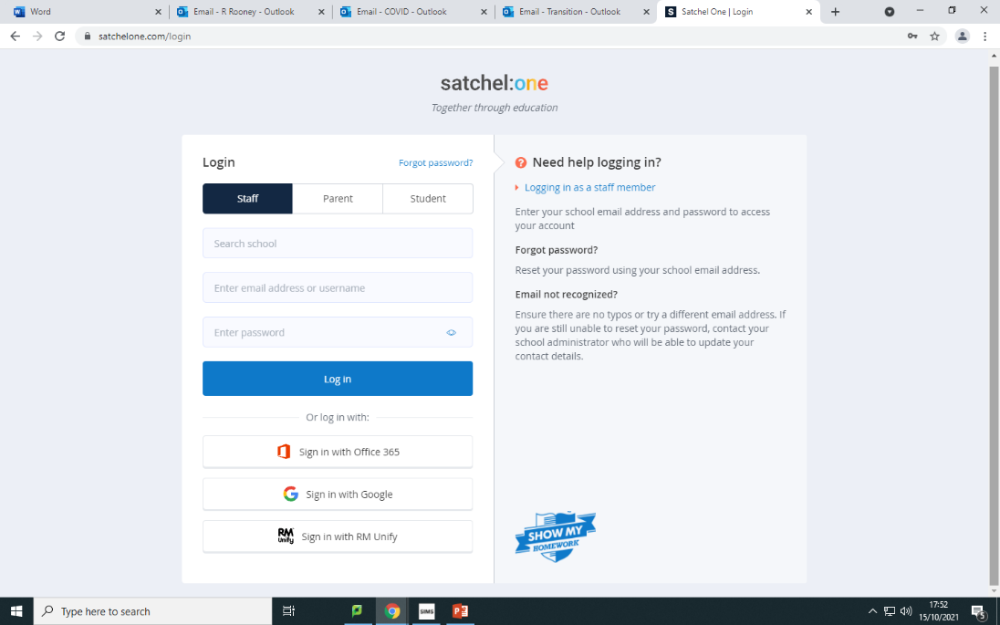 Word
Email - R Rooney - Outlook
Email - COVID - Outlook
Email - Transition - Outlook
Satchel One | Login
satchelone.com/login
satchel:one
Together through education
Login
Forgot password?
Staff
Parent
Student
Search school
Enter email address or username
Enter password
Log in
Or log in with:
Sign in with Office 365
Sign in with Google
RM
Unify
Sign in with RM Unify
Need help logging in?
Logging in as a staff member
Enter your school email address and password to access
your account
Forgot password?
Reset your password using your school email address.
Email not recognized?
Ensure there are no typos or try a different email address. If
you are still unable to reset your password, contact your
school administrator who will be able to update your
contact details.
SHOW MY
HOMEWORK
Type here to search
SIMS
17:52
15/10/2021
5